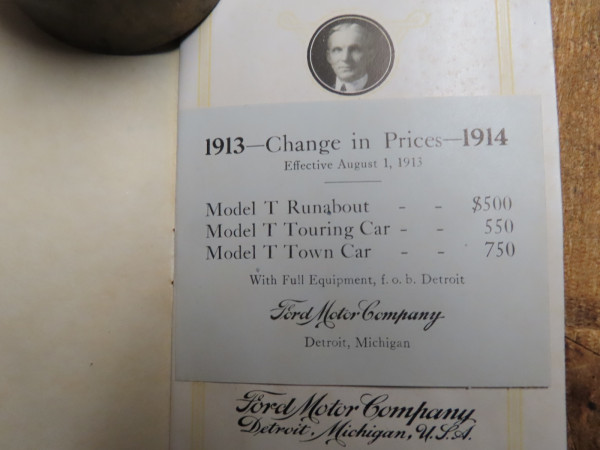 1913—Change in Prices—1914
Effective August 1, 1913
Model T Runabout - - $500
Model T Touring Car - - 550
Model T Town Car - - 750
With Full Equipment, f. o. b. Detroit
Ford Motor Company
Detroit, Michigan
Ford Motor Company
Detroit, Michigan, U.S.A.